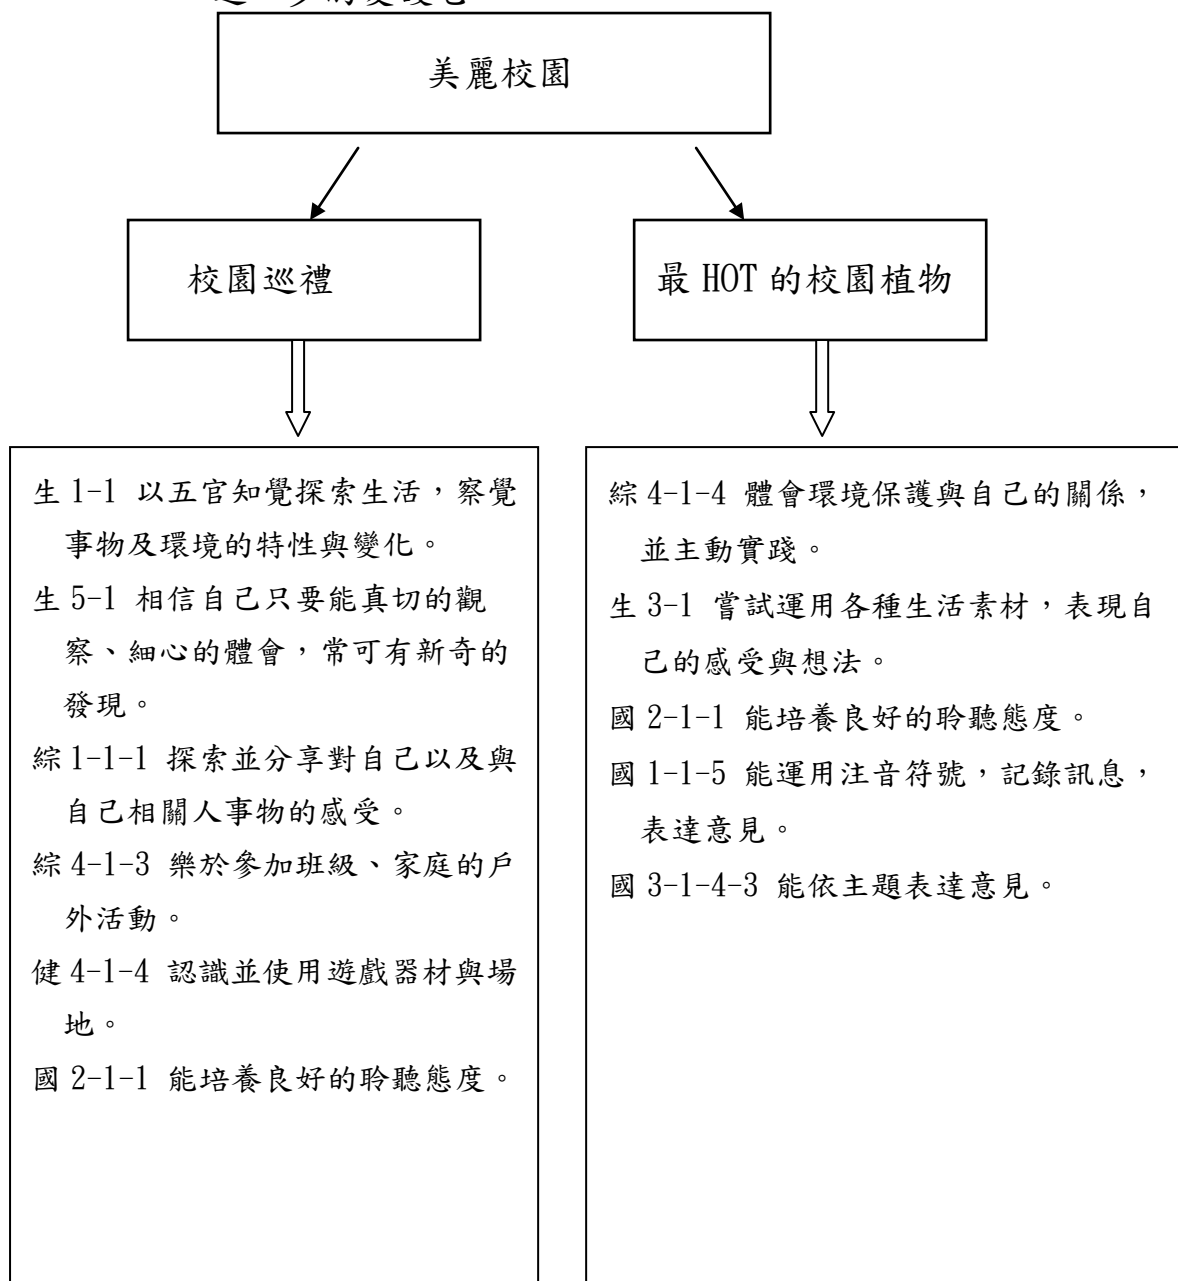 美麗校園
校園巡禮
最 HOT 的校園植物
生 1-1 以五官知覺探索生活，察覺
事物及環境的特性與變化。
生 5-1 相信自己只要能真切的觀
察、細心的體會，常可有新奇的
發現。
綜 1-1-1 探索並分享對自己以及與
自己相關人事物的感受。
綜 4-1-3 樂於參加班級、家庭的戶
外活動。
健 4-1-4 認識並使用遊戲器材與場
地。
國 2-1-1 能培養良好的聆聽態度。
綜 4-1-4 體會環境保護與自己的關係，
並主動實踐。
生 3-1 嘗試運用各種生活素材，表現自
己的感受與想法。
國 2-1-1 能培養良好的聆聽態度。
國 1-1-5 能運用注音符號，記錄訊息，
表達意見。
國 3-1-4-3 能依主題表達意見。